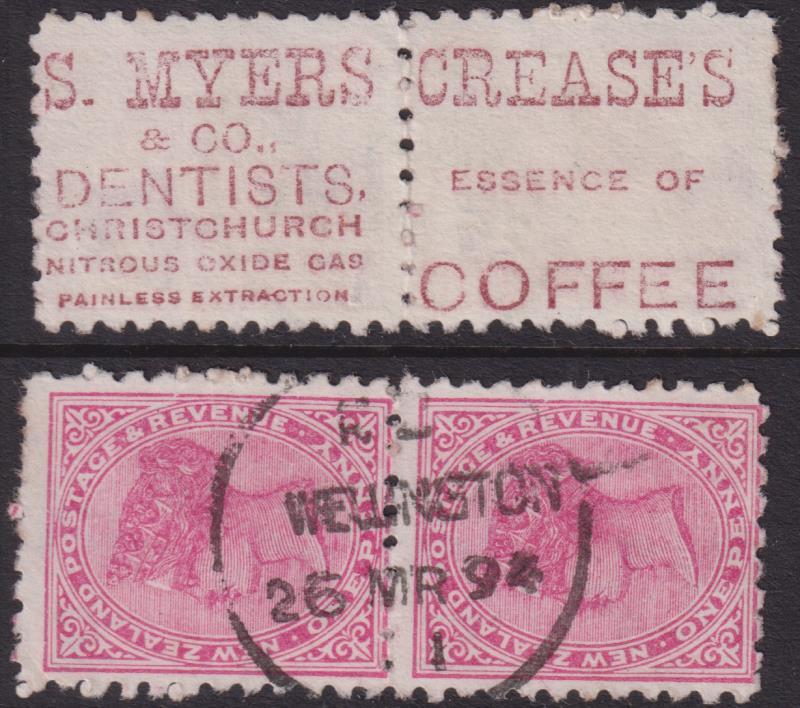 S. MYERS
& CO.,
DENTISTS,
CHRISTCHURCH
NITROUS OXIDE GAS
PAINLESS EXTRACTION
CREASE'S
ESSENCE OF
COFFEE
NEW ZEALAND POSTAGE & REVENUE · ONE PENNY ·
NEW ZEALAND POSTAGE & REVENUE · ONE PENNY ·
WELLINGTON
26 MR 94
1